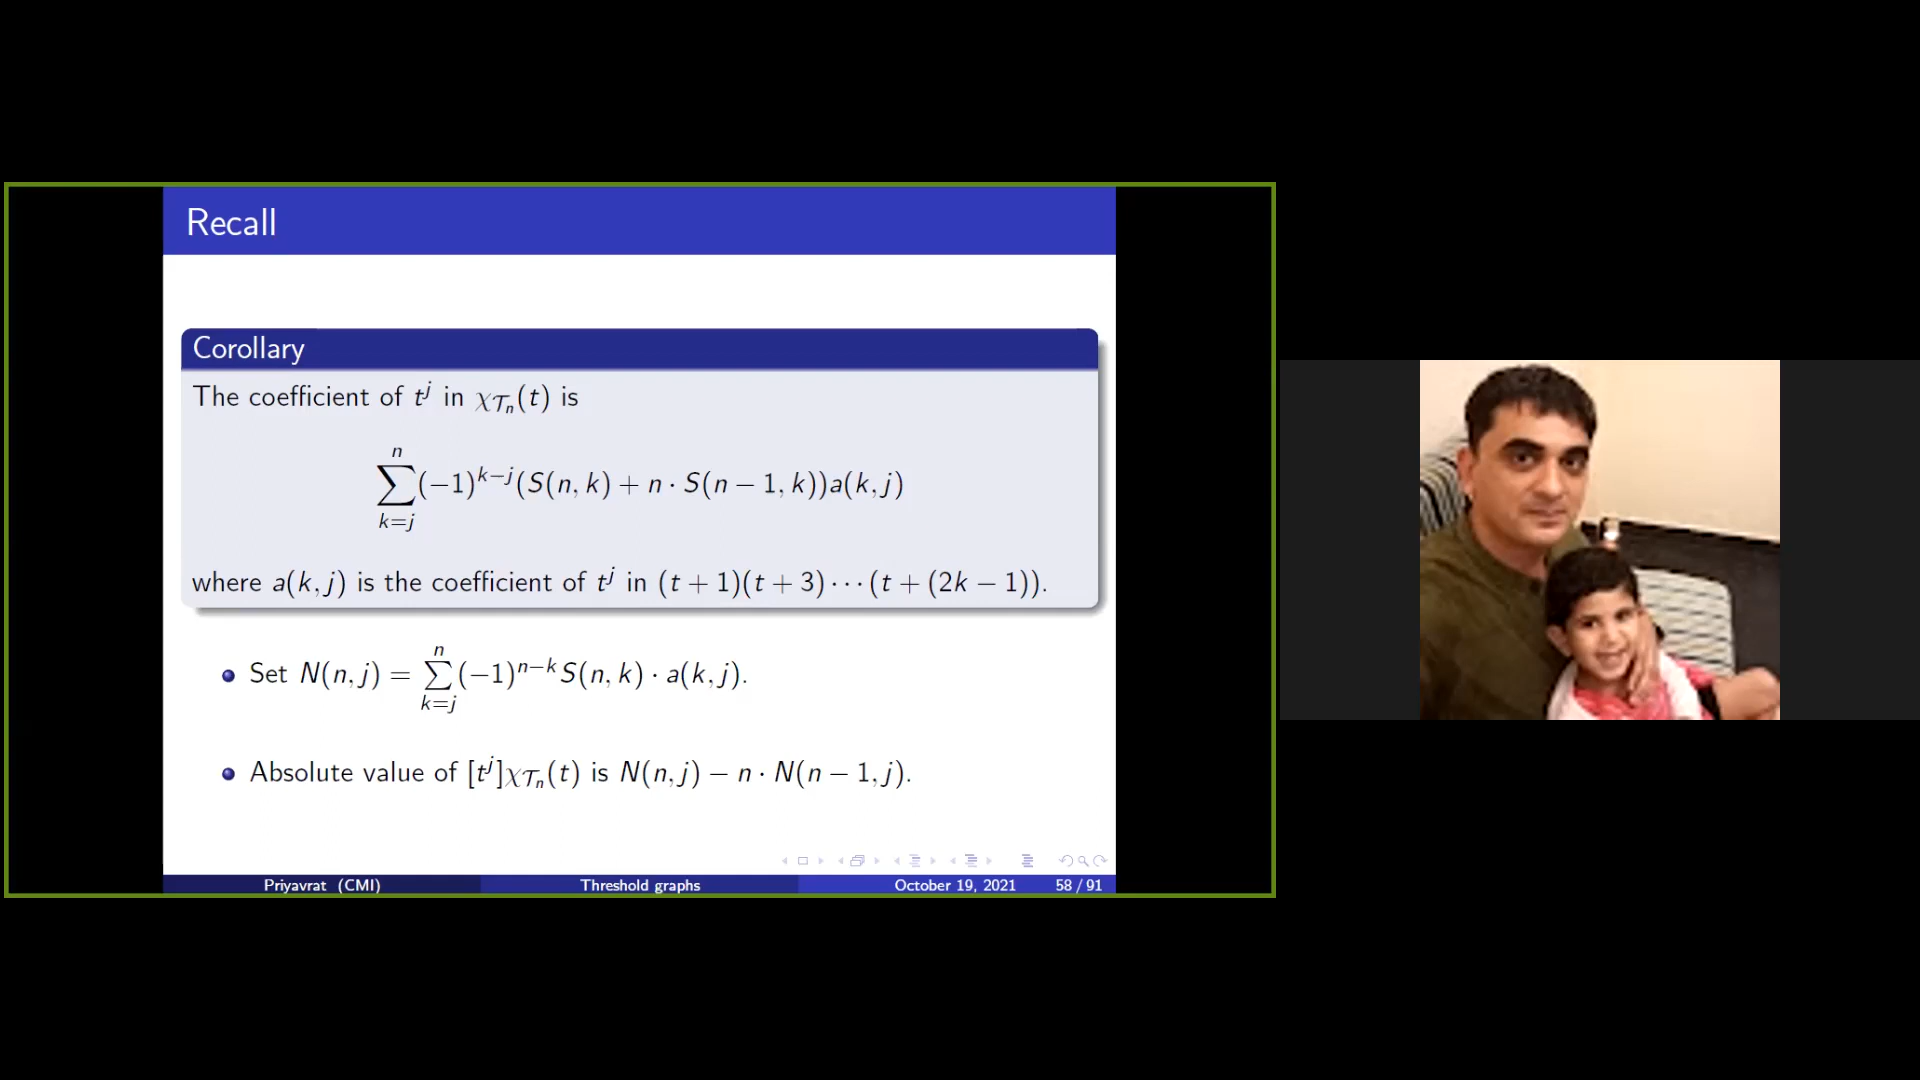 Recall
Corollary
The coefficient of t^j in χ_{𝒯_n}(t) is
∑_{k=j}^{n} (−1)^{k−j}(S(n, k) + n · S(n − 1, k))a(k, j)
where a(k, j) is the coefficient of t^j in (t + 1)(t + 3) ⋯ (t + (2k − 1)).
Set N(n, j) = ∑_{k=j}^{n} (−1)^{n−k} S(n, k) · a(k, j).
Absolute value of [t^j]χ_{𝒯_n}(t) is N(n, j) − n · N(n − 1, j).
Priyavrat (CMI) Threshold graphs October 19, 2021 58 / 91